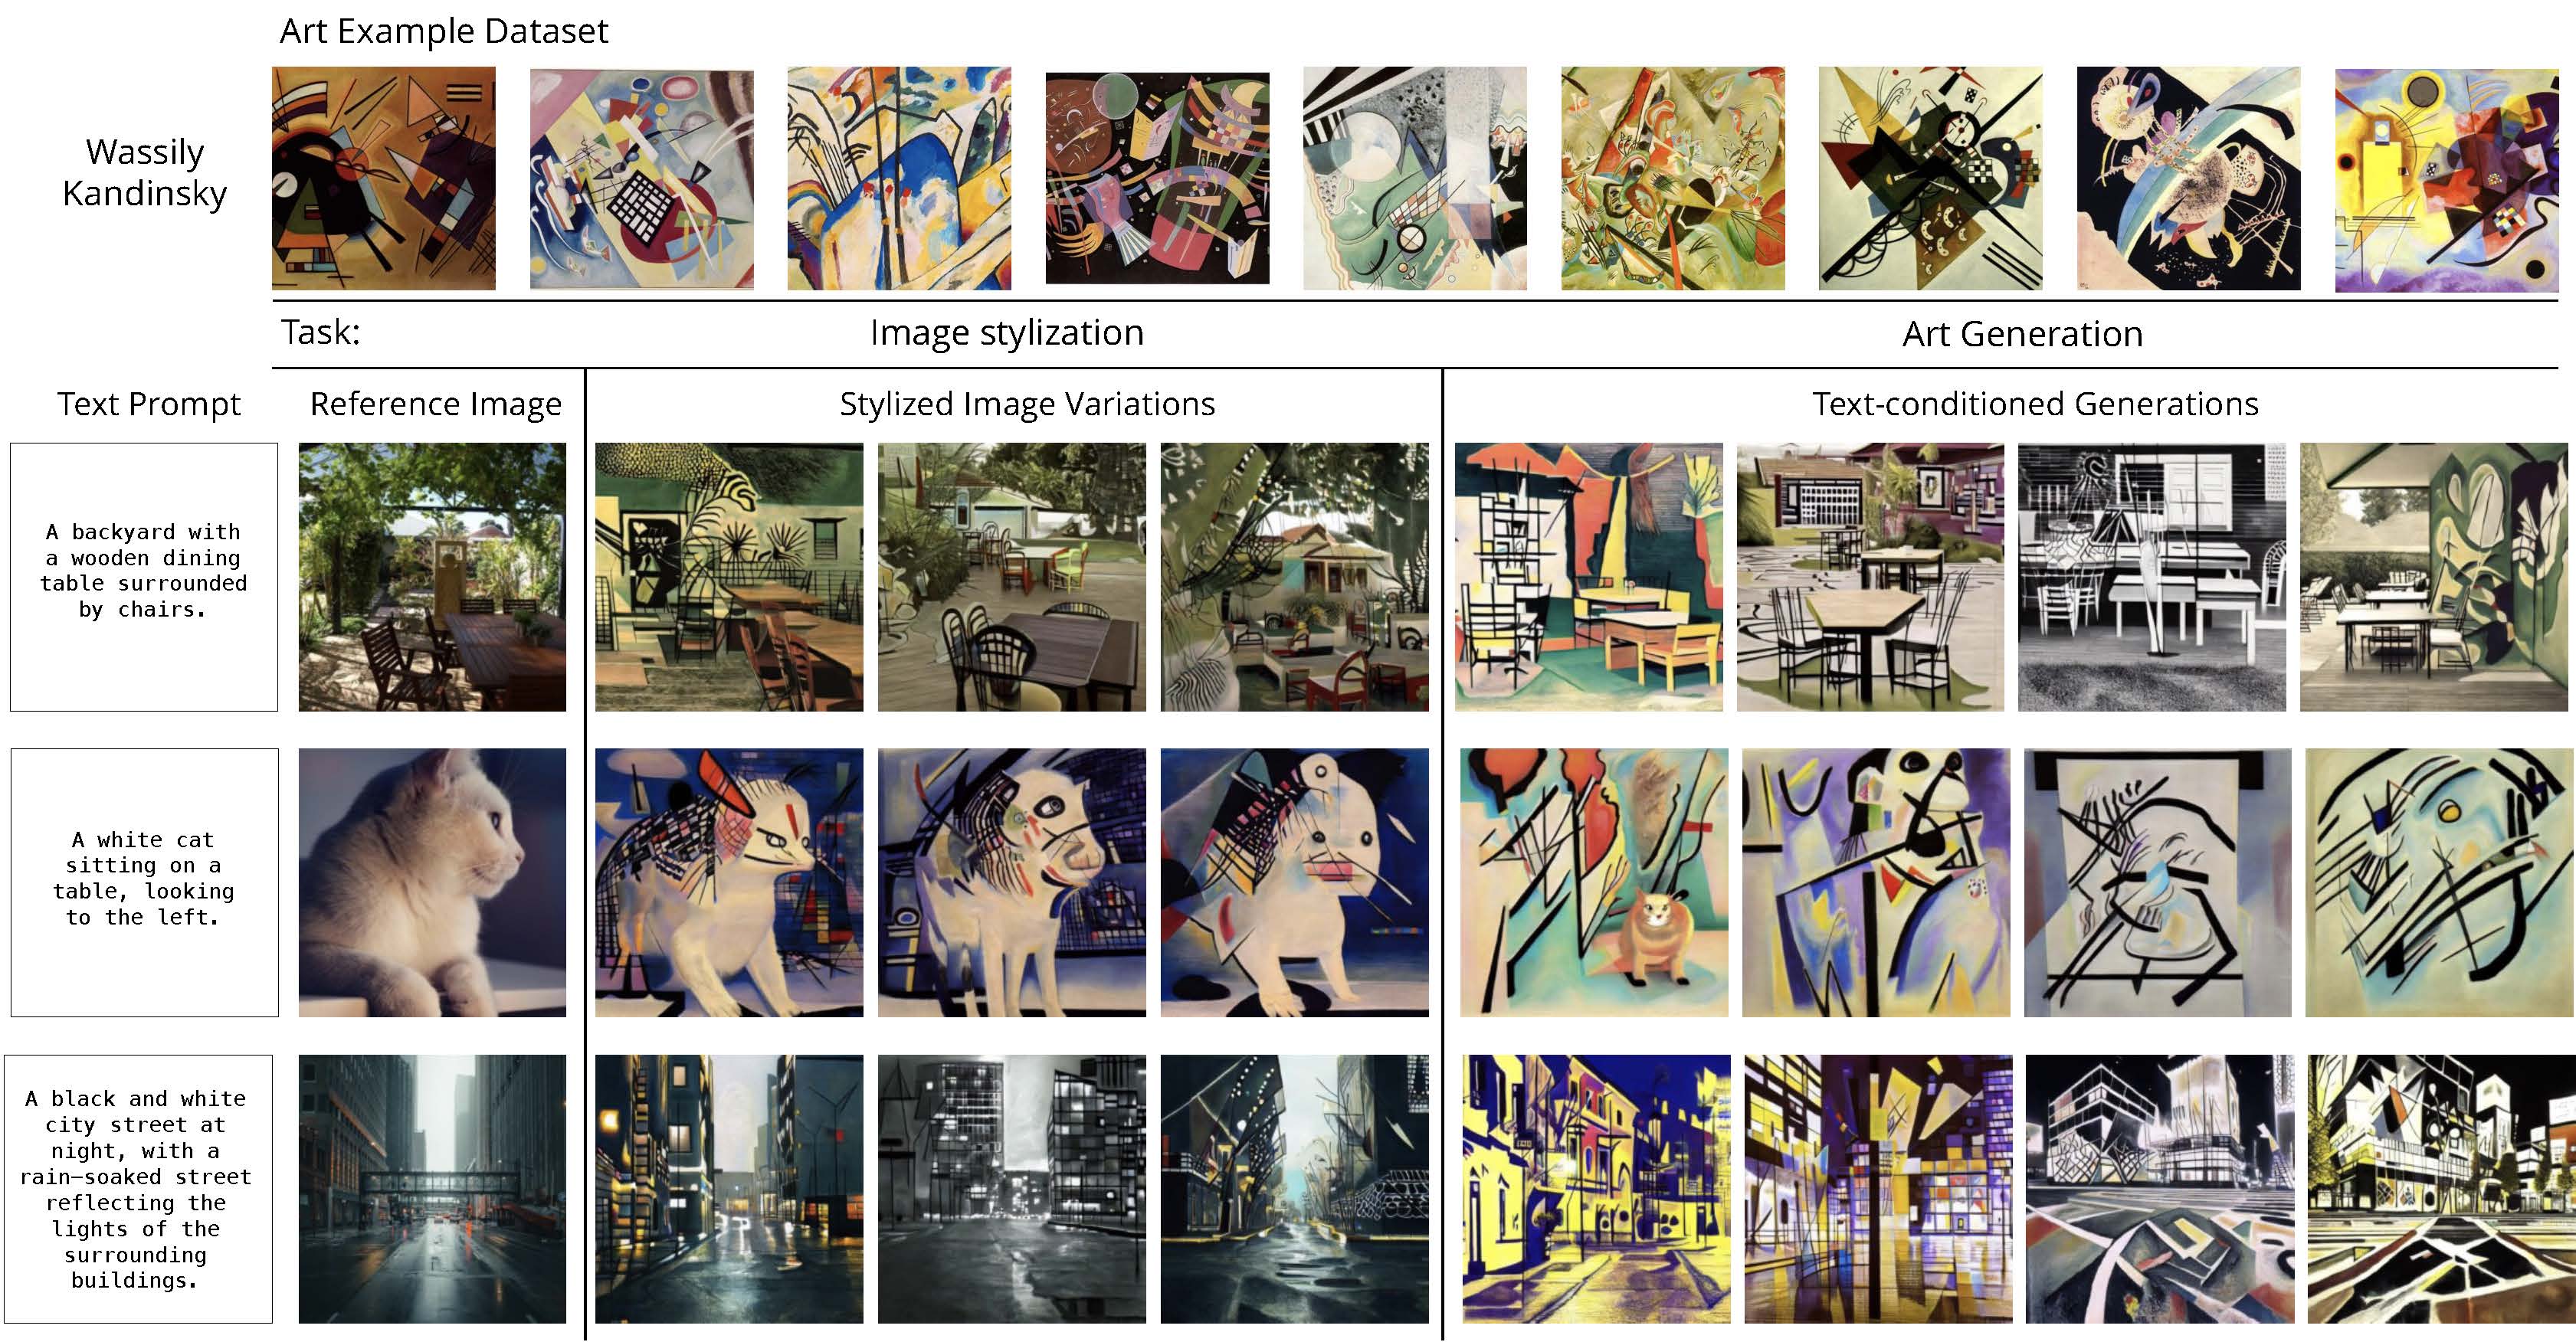 Art Example Dataset
Wassily
Kandinsky
Task:
Image stylization
Art Generation
Text Prompt
Reference Image
Stylized Image Variations
Text-conditioned Generations
A backyard with
a wooden dining
table surrounded
by chairs.
A white cat
sitting on a
table, looking
to the left.
A black and white
city street at
night, with a
rain-soaked street
reflecting the
lights of the
surrounding
buildings.